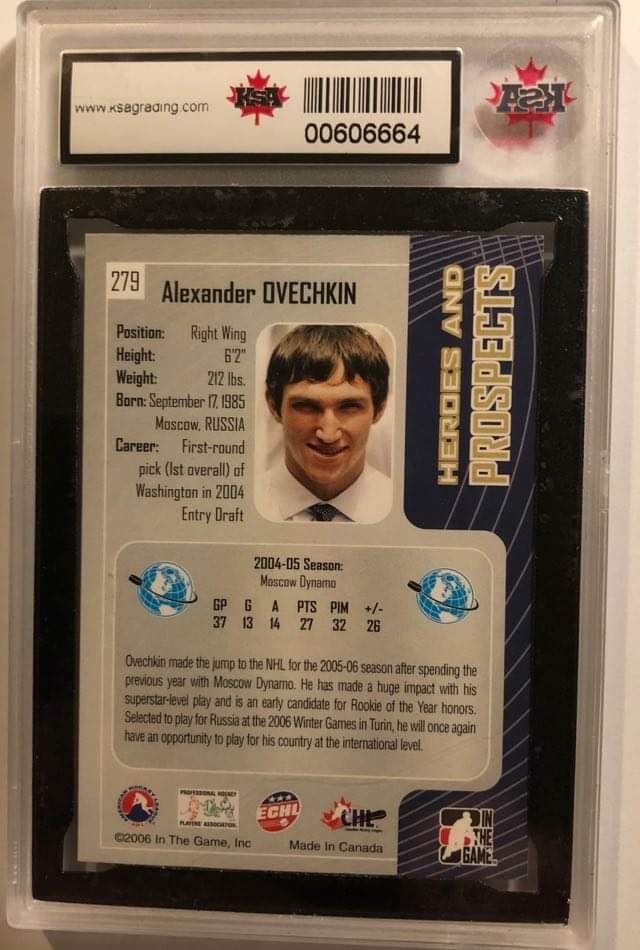 www.ksagrading.com
KSA
00606664
KSA
279
Alexander OVECHKIN
HEROES AND
PROSPECTS
Position: Right Wing
Height: 6'2"
Weight: 212 lbs.
Born: September 17, 1985
Moscow, RUSSIA
Career: First-round
pick (1st overall) of
Washington in 2004
Entry Draft
2004-05 Season:
Moscow Dynamo
GP G A PTS PIM +/-
37 13 14 27 32 26
Ovechkin made the jump to the NHL for the 2005-06 season after spending the
previous year with Moscow Dynamo. He has made a huge impact with his
superstar-level play and is an early candidate for Rookie of the Year honors.
Selected to play for Russia at the 2006 Winter Games in Turin, he will once again
have an opportunity to play for his country at the international level.
PROFESSIONAL HOCKEY
PLAYERS' ASSOCIATION
ECHL
CHL
IN
THE
GAME
©2006 In The Game, Inc
Made In Canada